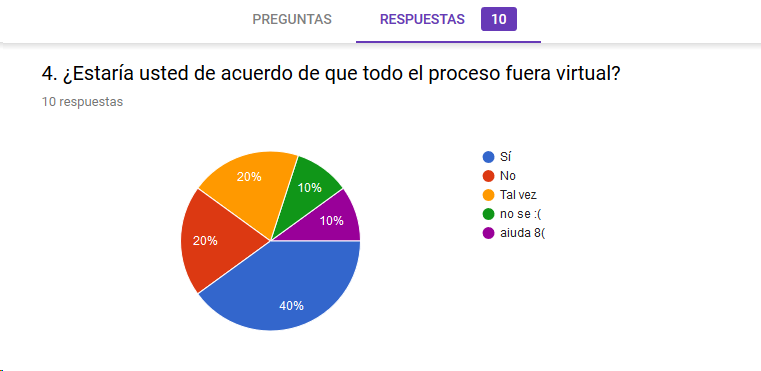 PREGUNTAS RESPUESTAS 10
4. ¿Estaría usted de acuerdo de que todo el proceso fuera virtual?
10 respuestas
20%
10%
10%
20%
40%
Sí
No
Tal vez
no se :(
aiuda 8(